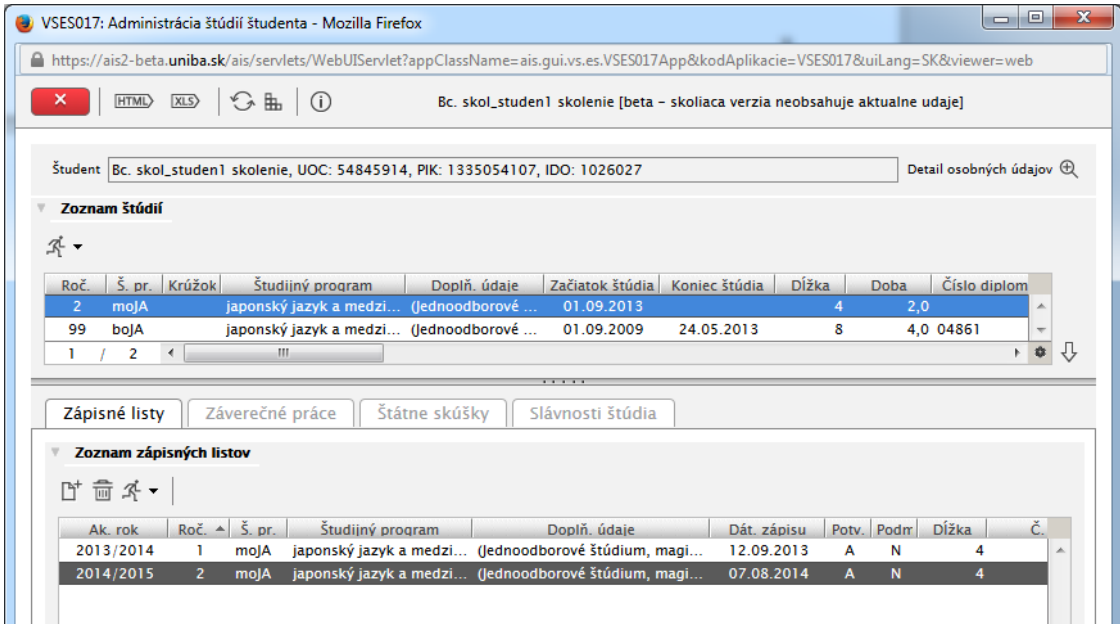 VSES017: Administrácia štúdií študenta - Mozilla Firefox
https://ais2-beta.uniba.sk/ais/servlets/WebUIServlet?appClassName=ais.gui.vs.es.VSES017App&kodAplikacie=VSES017&uiLang=SK&viewer=web
HTML XLS Bc. skol_studen1 skolenie [beta - skoliaca verzia neobsahuje aktualne udaje]
Študent Bc. skol_studen1 skolenie, UOC: 54845914, PIK: 1335054107, IDO: 1026027 Detail osobných údajov
Zoznam štúdií
Roč. Š. pr. Krúžok Študijný program Doplň. údaje Začiatok štúdia Koniec štúdia Dĺžka Doba Číslo diplom
2 moJA japonský jazyk a medzi... (Jednoodborové ... 01.09.2013 4 2,0
99 boJA japonský jazyk a medzi... (Jednoodborové ... 01.09.2009 24.05.2013 8 4,0 04861
1 / 2
Zápisné listy Záverečné práce Štátne skúšky Slávnosti štúdia
Zoznam zápisných listov
Ak. rok Roč. Š. pr. Študijný program Doplň. údaje Dát. zápisu Potv. Podm Dĺžka Č.
2013/2014 1 moJA japonský jazyk a medzi... (Jednoodborové štúdium, magi... 12.09.2013 A N 4
2014/2015 2 moJA japonský jazyk a medzi... (Jednoodborové štúdium, magi... 07.08.2014 A N 4